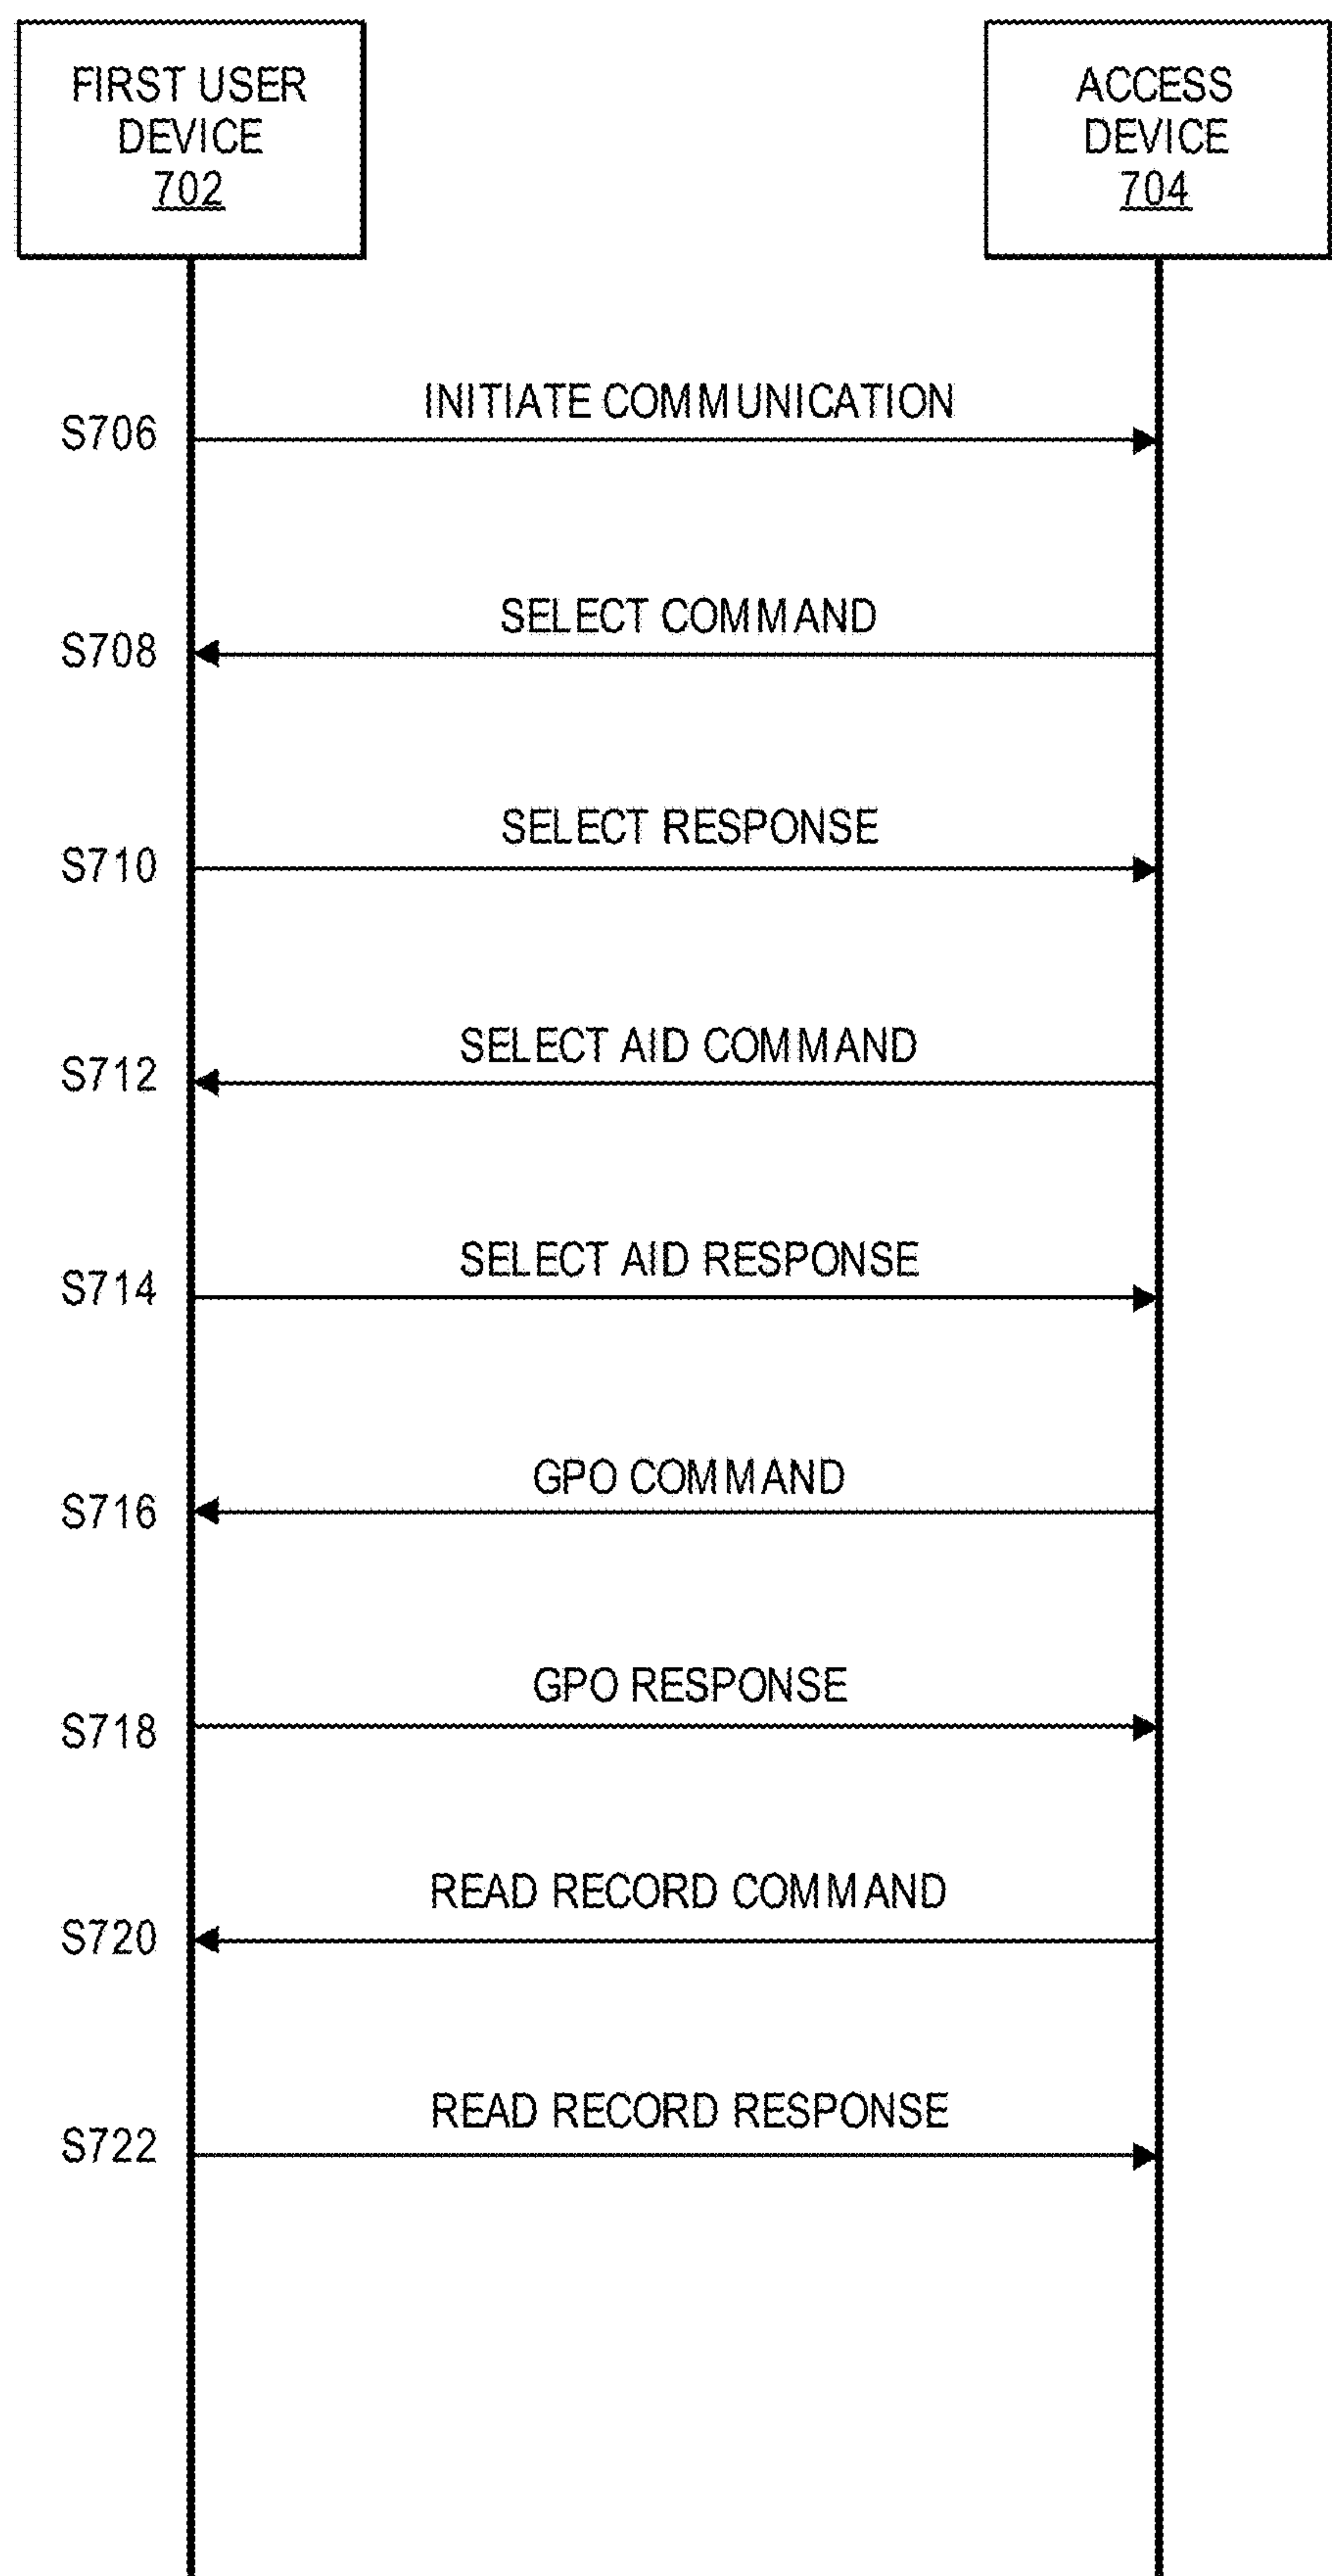 FIRST USER
DEVICE
702
ACCESS
DEVICE
704
INITIATE COMMUNICATION
S706
SELECT COMMAND
S708
SELECT RESPONSE
S710
SELECT AID COMMAND
S712
SELECT AID RESPONSE
S714
GPO COMMAND
S716
GPO RESPONSE
S718
READ RECORD COMMAND
S720
READ RECORD RESPONSE
S722